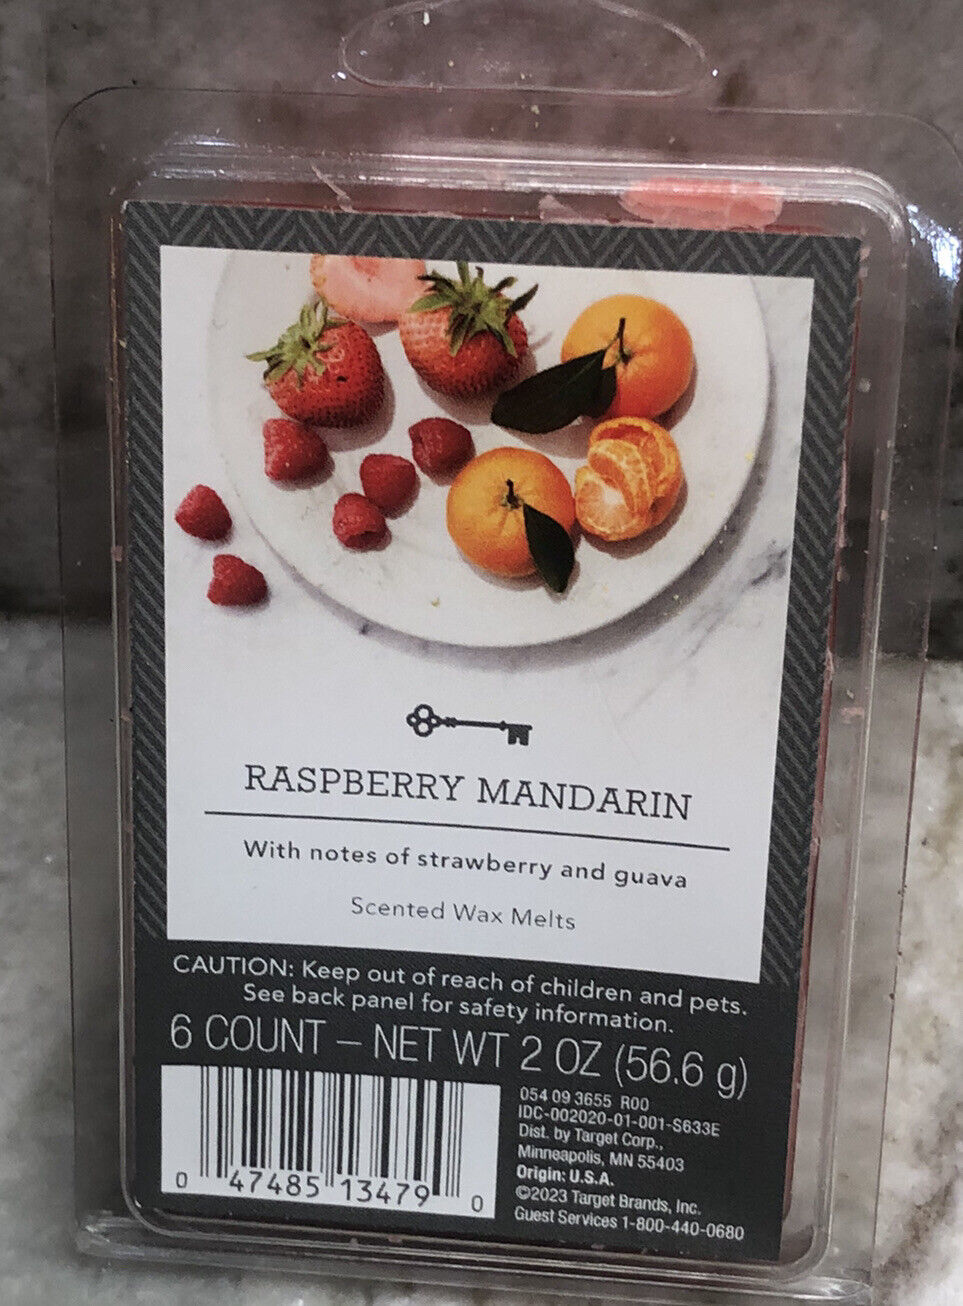 RASPBERRY MANDARIN
With notes of strawberry and guava
Scented Wax Melts
CAUTION: Keep out of reach of children and pets.
See back panel for safety information.
6 COUNT – NET WT 2 OZ (56.6 g)
0 47485 13479 0
054 09 3655 R00
IDC-002020-01-001-S633E
Dist. by Target Corp.,
Minneapolis, MN 55403
Origin: U.S.A.
©2023 Target Brands, Inc.
Guest Services 1-800-440-0680